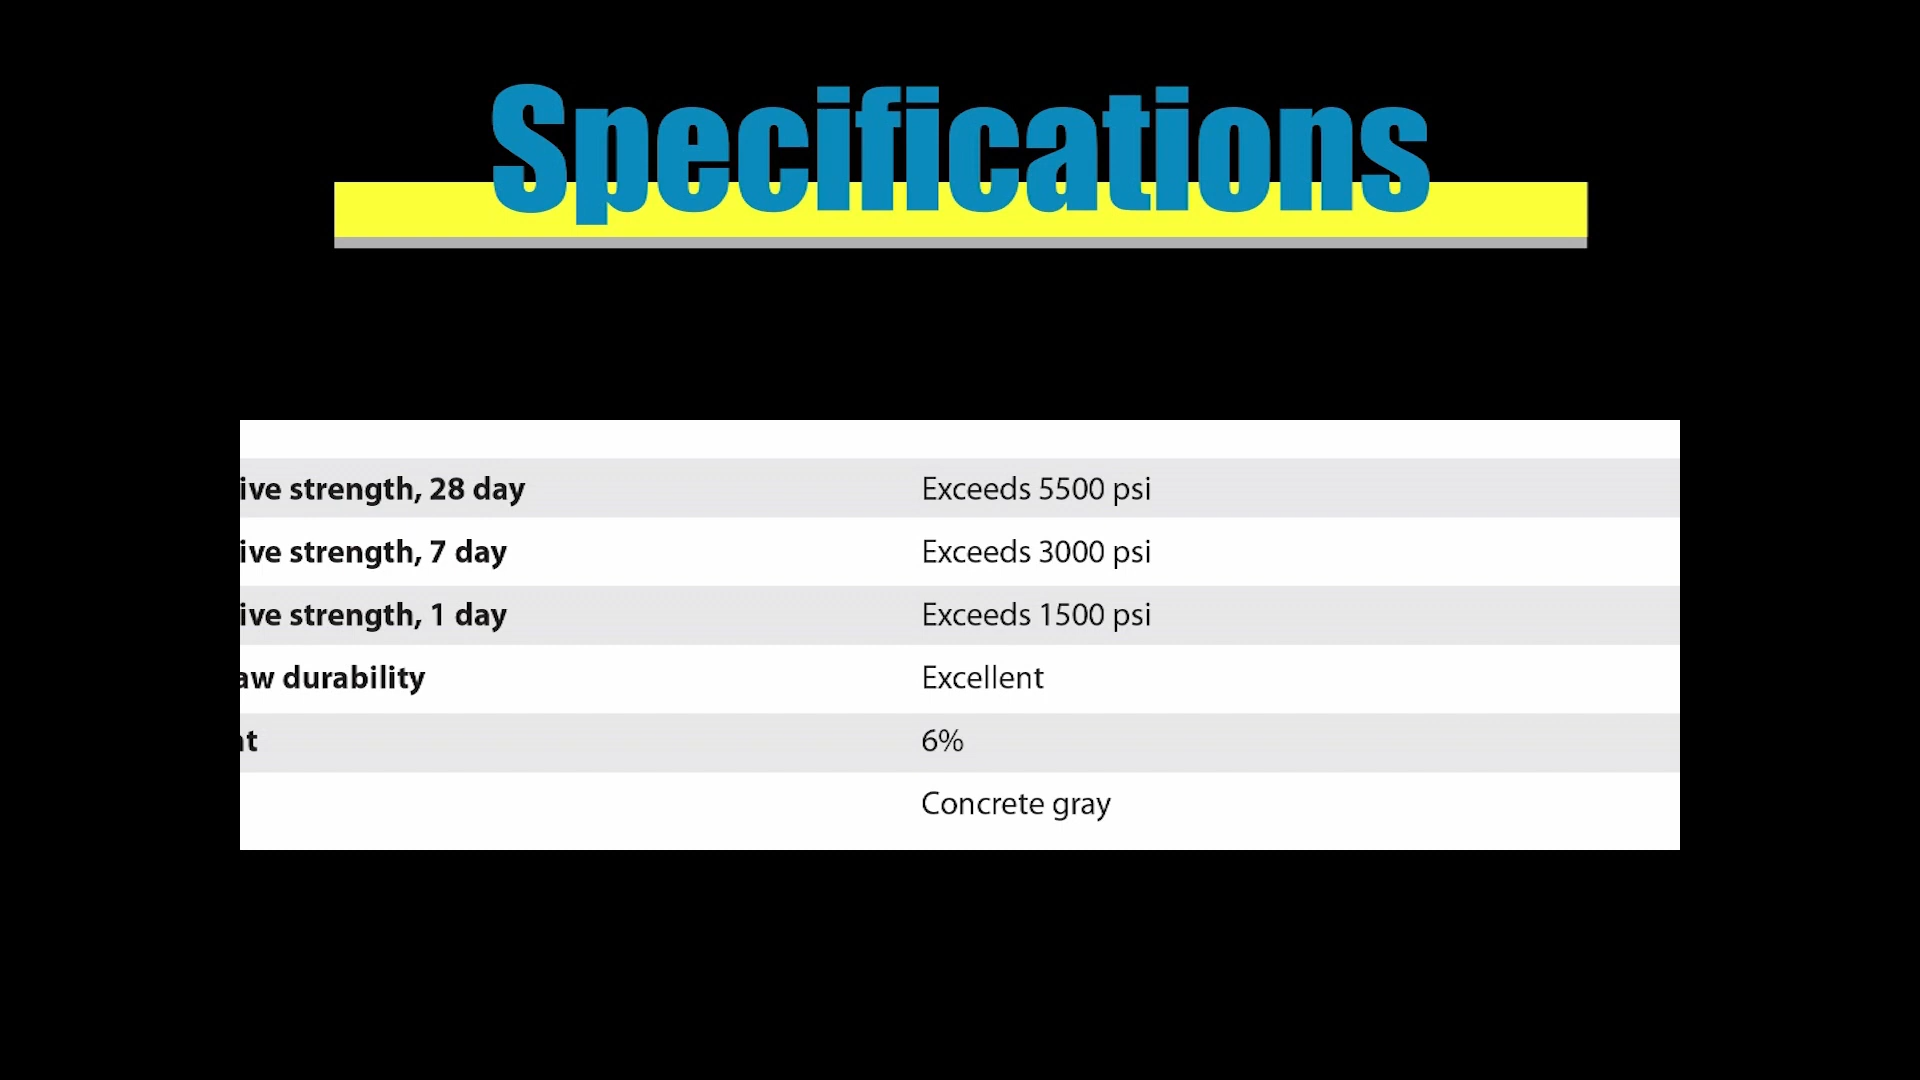 Specifications
ive strength, 28 day Exceeds 5500 psi
ive strength, 7 day Exceeds 3000 psi
ive strength, 1 day Exceeds 1500 psi
aw durability Excellent
t 6%
Concrete gray